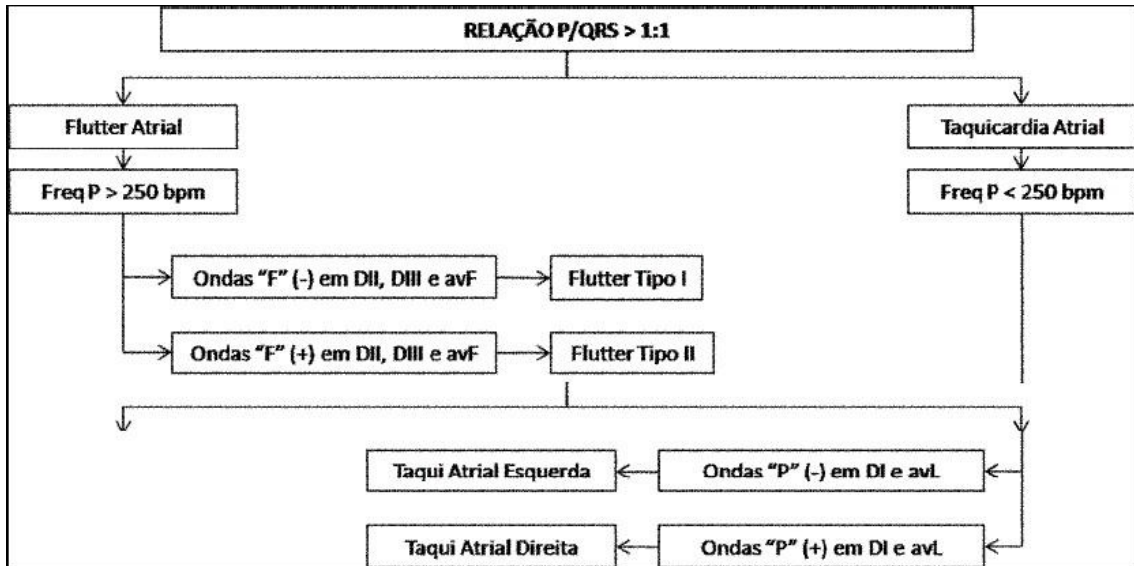 RELAÇÃO P/QRS > 1:1
Flutter Atrial
Taquicardia Atrial
Freq P > 250 bpm
Freq P < 250 bpm
Ondas “F” (-) em DII, DIII e avF
Flutter Tipo I
Ondas “F” (+) em DII, DIII e avF
Flutter Tipo II
Taqui Atrial Esquerda
Ondas “P” (-) em DI e avL
Taqui Atrial Direita
Ondas “P” (+) em DI e avL